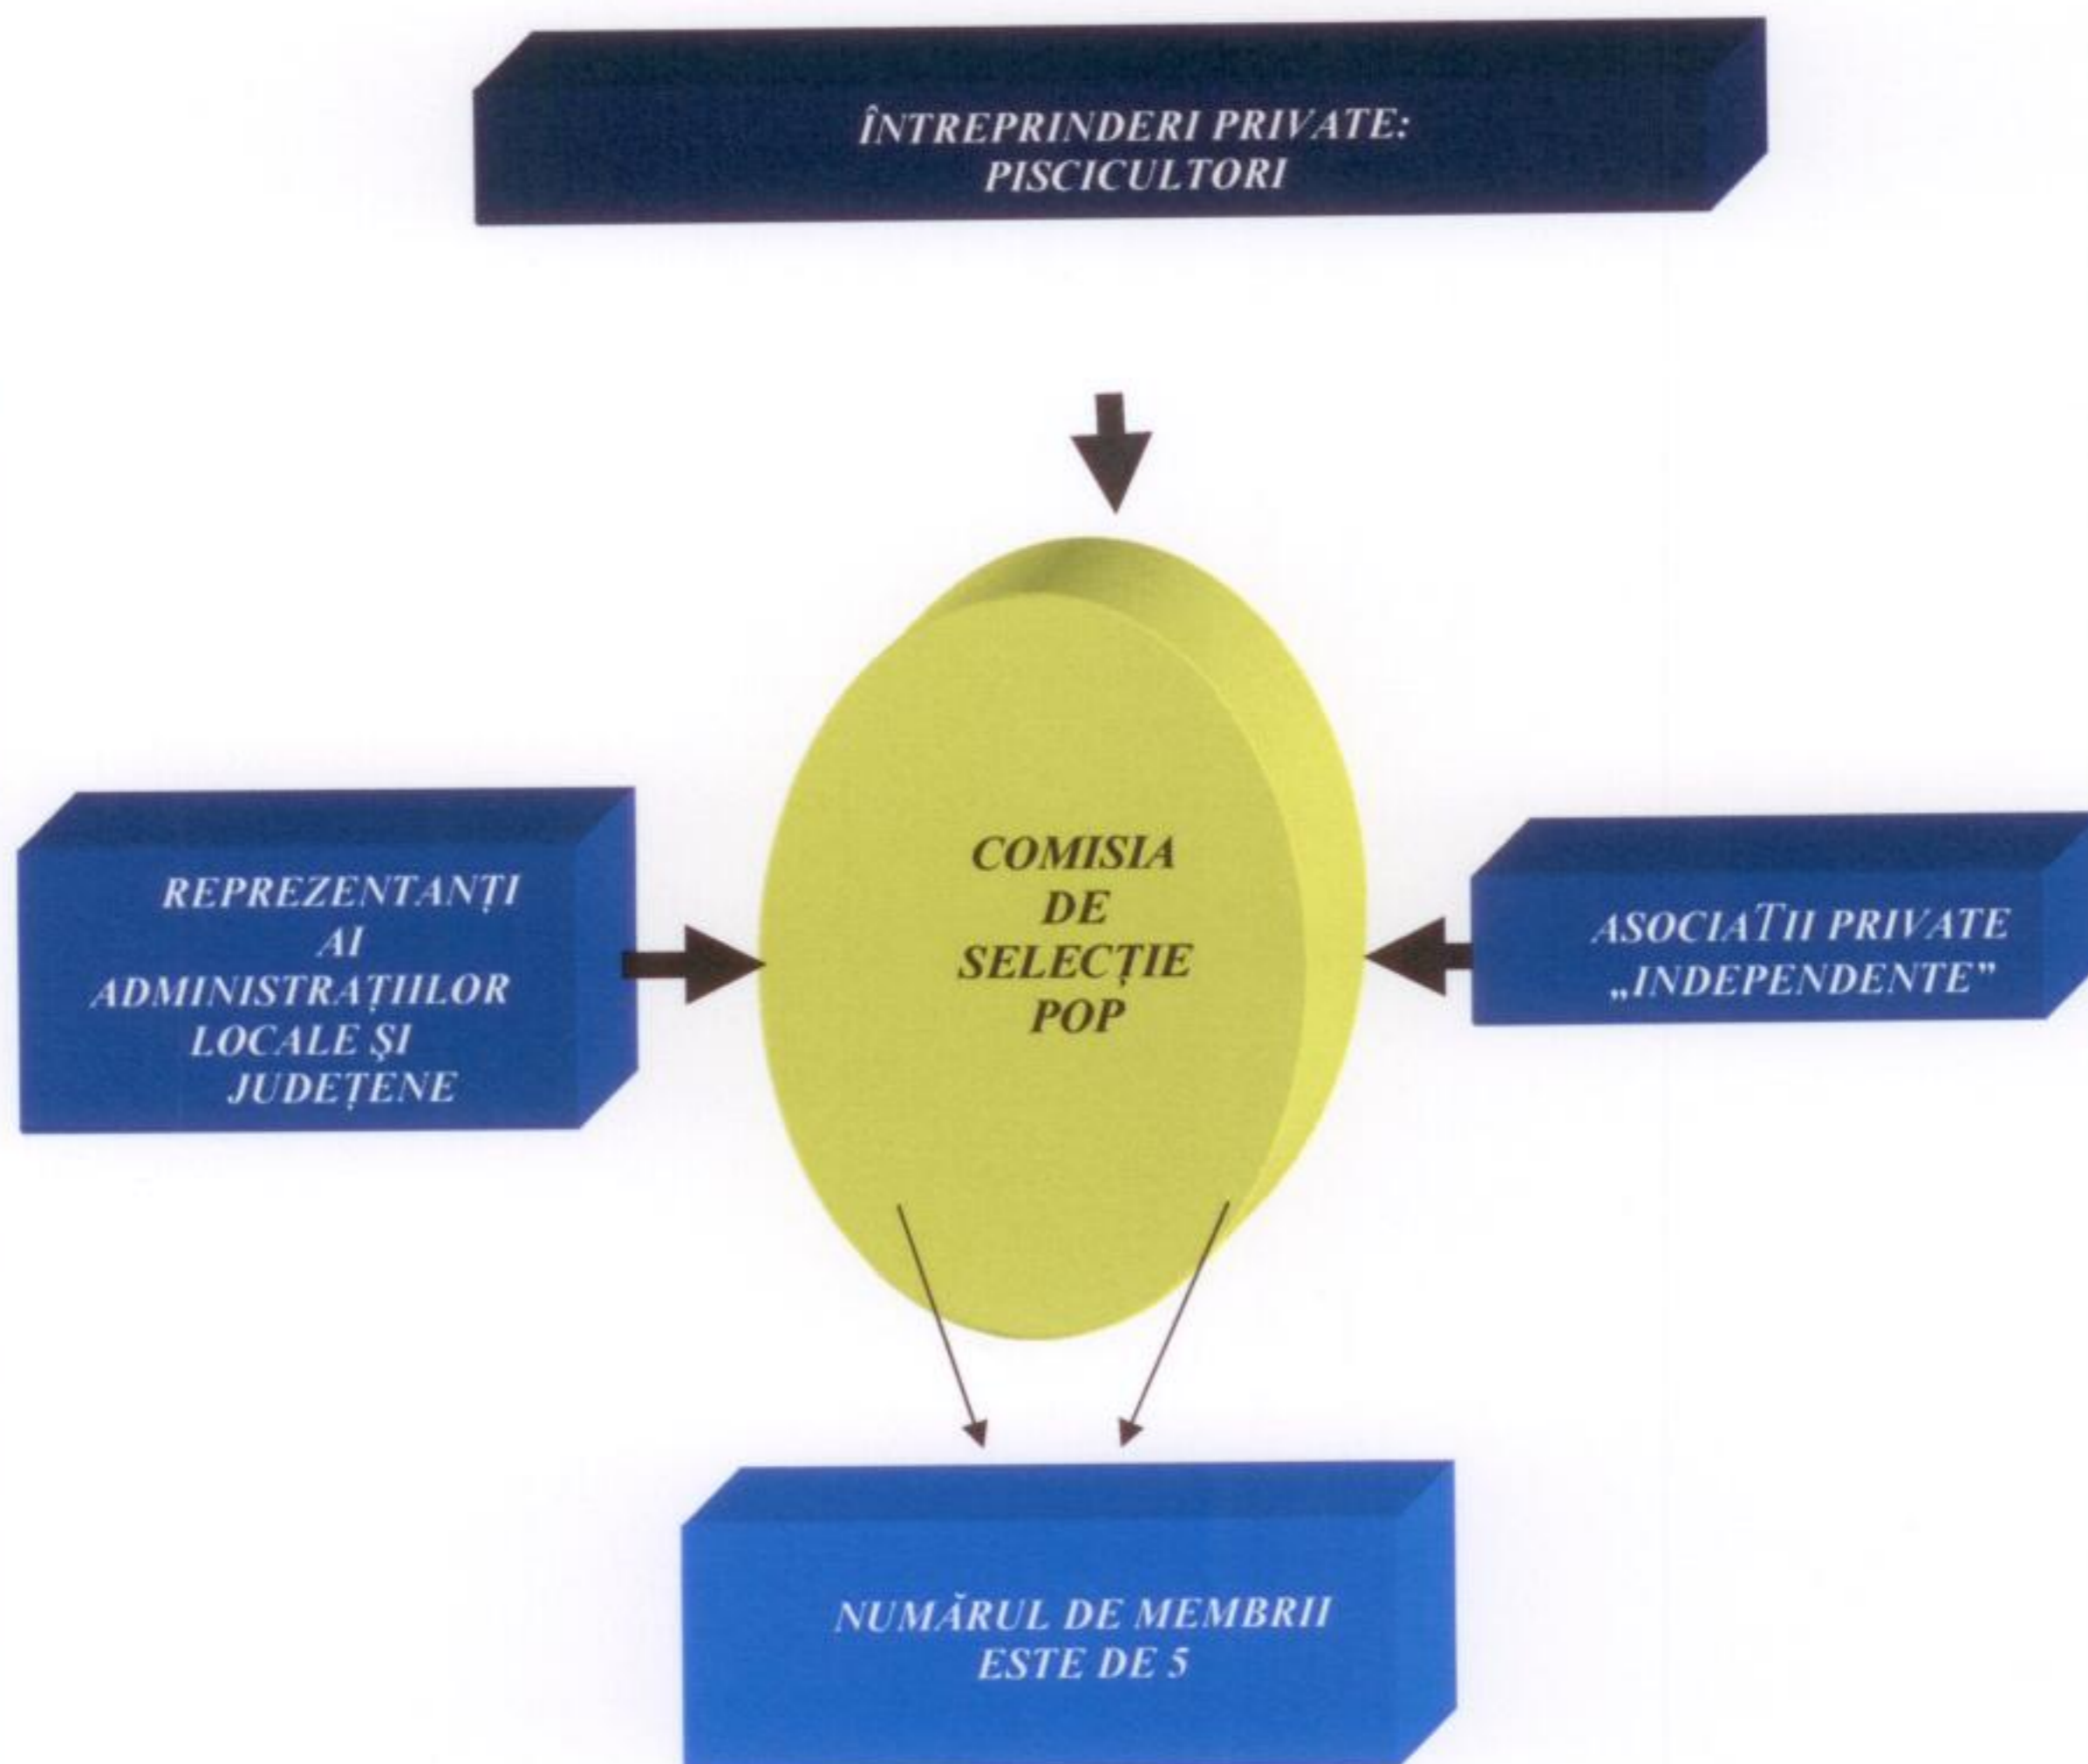 ÎNTREPRINDERI PRIVATE:
PISCICULTORI
COMISIA
DE
SELECȚIE
POP
REPREZENTANȚI
AI
ADMINISTRAȚIILOR
LOCALE ȘI
JUDEȚENE
ASOCIATII PRIVATE
„INDEPENDENTE”
NUMĂRUL DE MEMBRII
ESTE DE 5